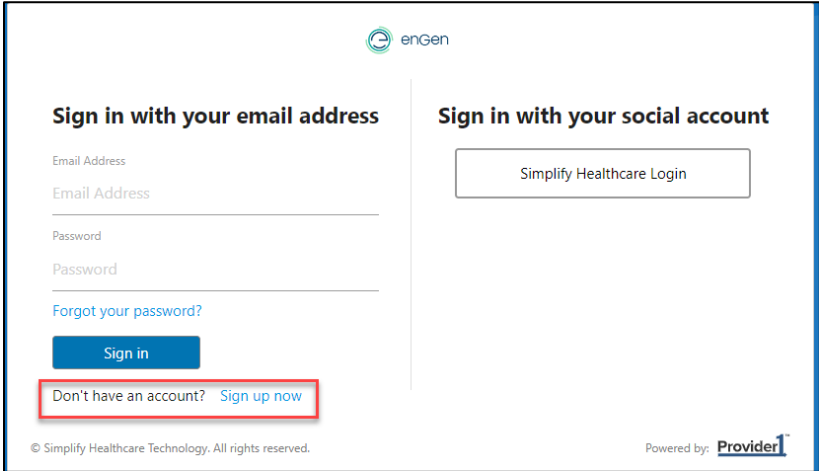 enGen
Sign in with your email address
Email Address
Email Address
Password
Password
Forgot your password?
Sign in
Don't have an account? Sign up now
Sign in with your social account
Simplify Healthcare Login
© Simplify Healthcare Technology. All rights reserved.
Powered by: Provider1™